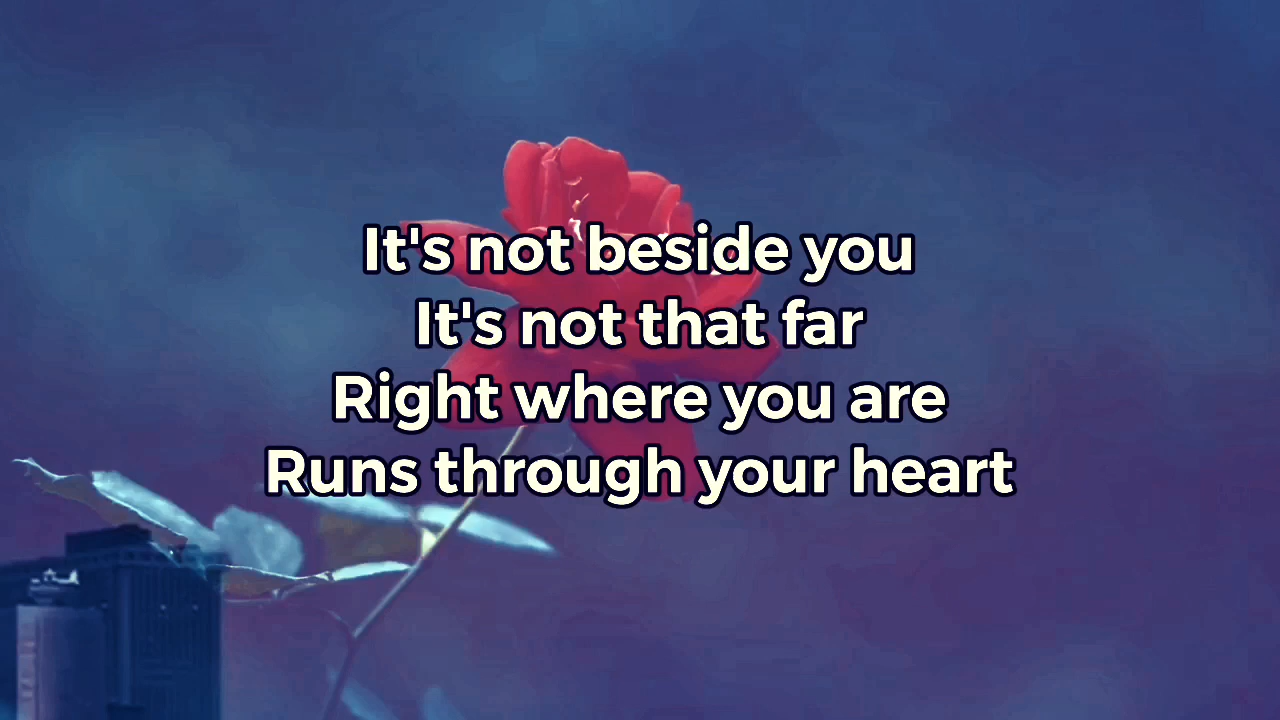 It's not beside you
It's not that far
Right where you are
Runs through your heart